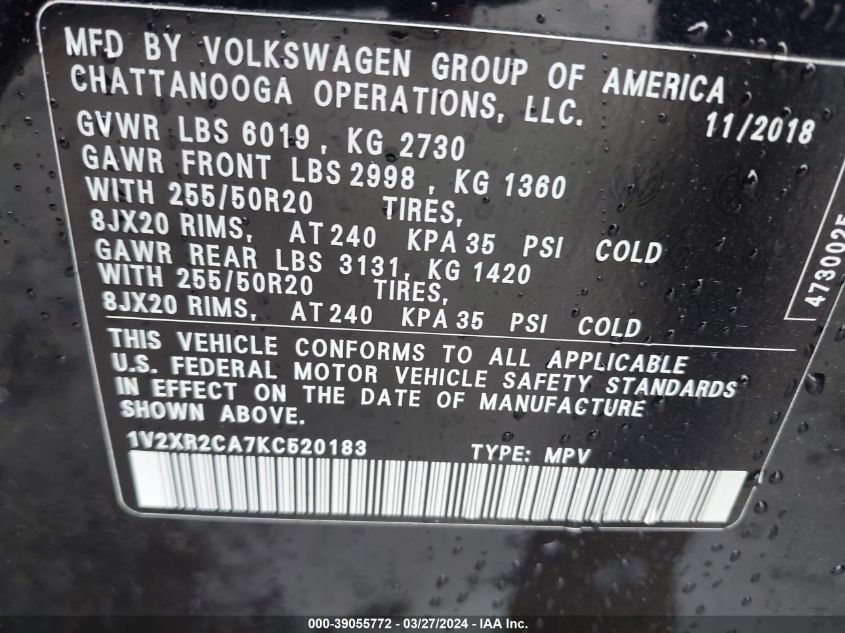 MFD BY VOLKSWAGEN GROUP OF AMERICA
CHATTANOOGA OPERATIONS, LLC.
11/2018
GVWR LBS 6019, KG 2730
GAWR FRONT LBS 2998, KG 1360
WITH 255/50R20 TIRES,
8JX20 RIMS, AT 240 KPA 35 PSI COLD
GAWR REAR LBS 3131, KG 1420
WITH 255/50R20 TIRES,
8JX20 RIMS, AT 240 KPA 35 PSI COLD
4730025
THIS VEHICLE CONFORMS TO ALL APPLICABLE
U.S. FEDERAL MOTOR VEHICLE SAFETY STANDARDS
IN EFFECT ON THE DATE OF MANUFACTURE
SHOWN ABOVE.
1V2XR2CA7KC520183 TYPE: MPV
000-39055772 - 03/27/2024 - IAAI.com